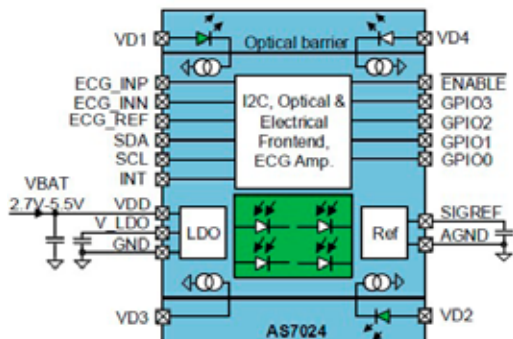 VD1
Optical barrier
VD4
ECG_INP
ECG_INN
ECG_REF
SDA
SCL
INT
I2C, Optical &
Electrical
Frontend,
ECG Amp.
ENABLE
GPIO3
GPIO2
GPIO1
GPIO0
VBAT
2.7V-5.5V
VDD
V_LDO
GND
LDO
Ref
SIGREF
AGND
VD3
AS7024
VD2